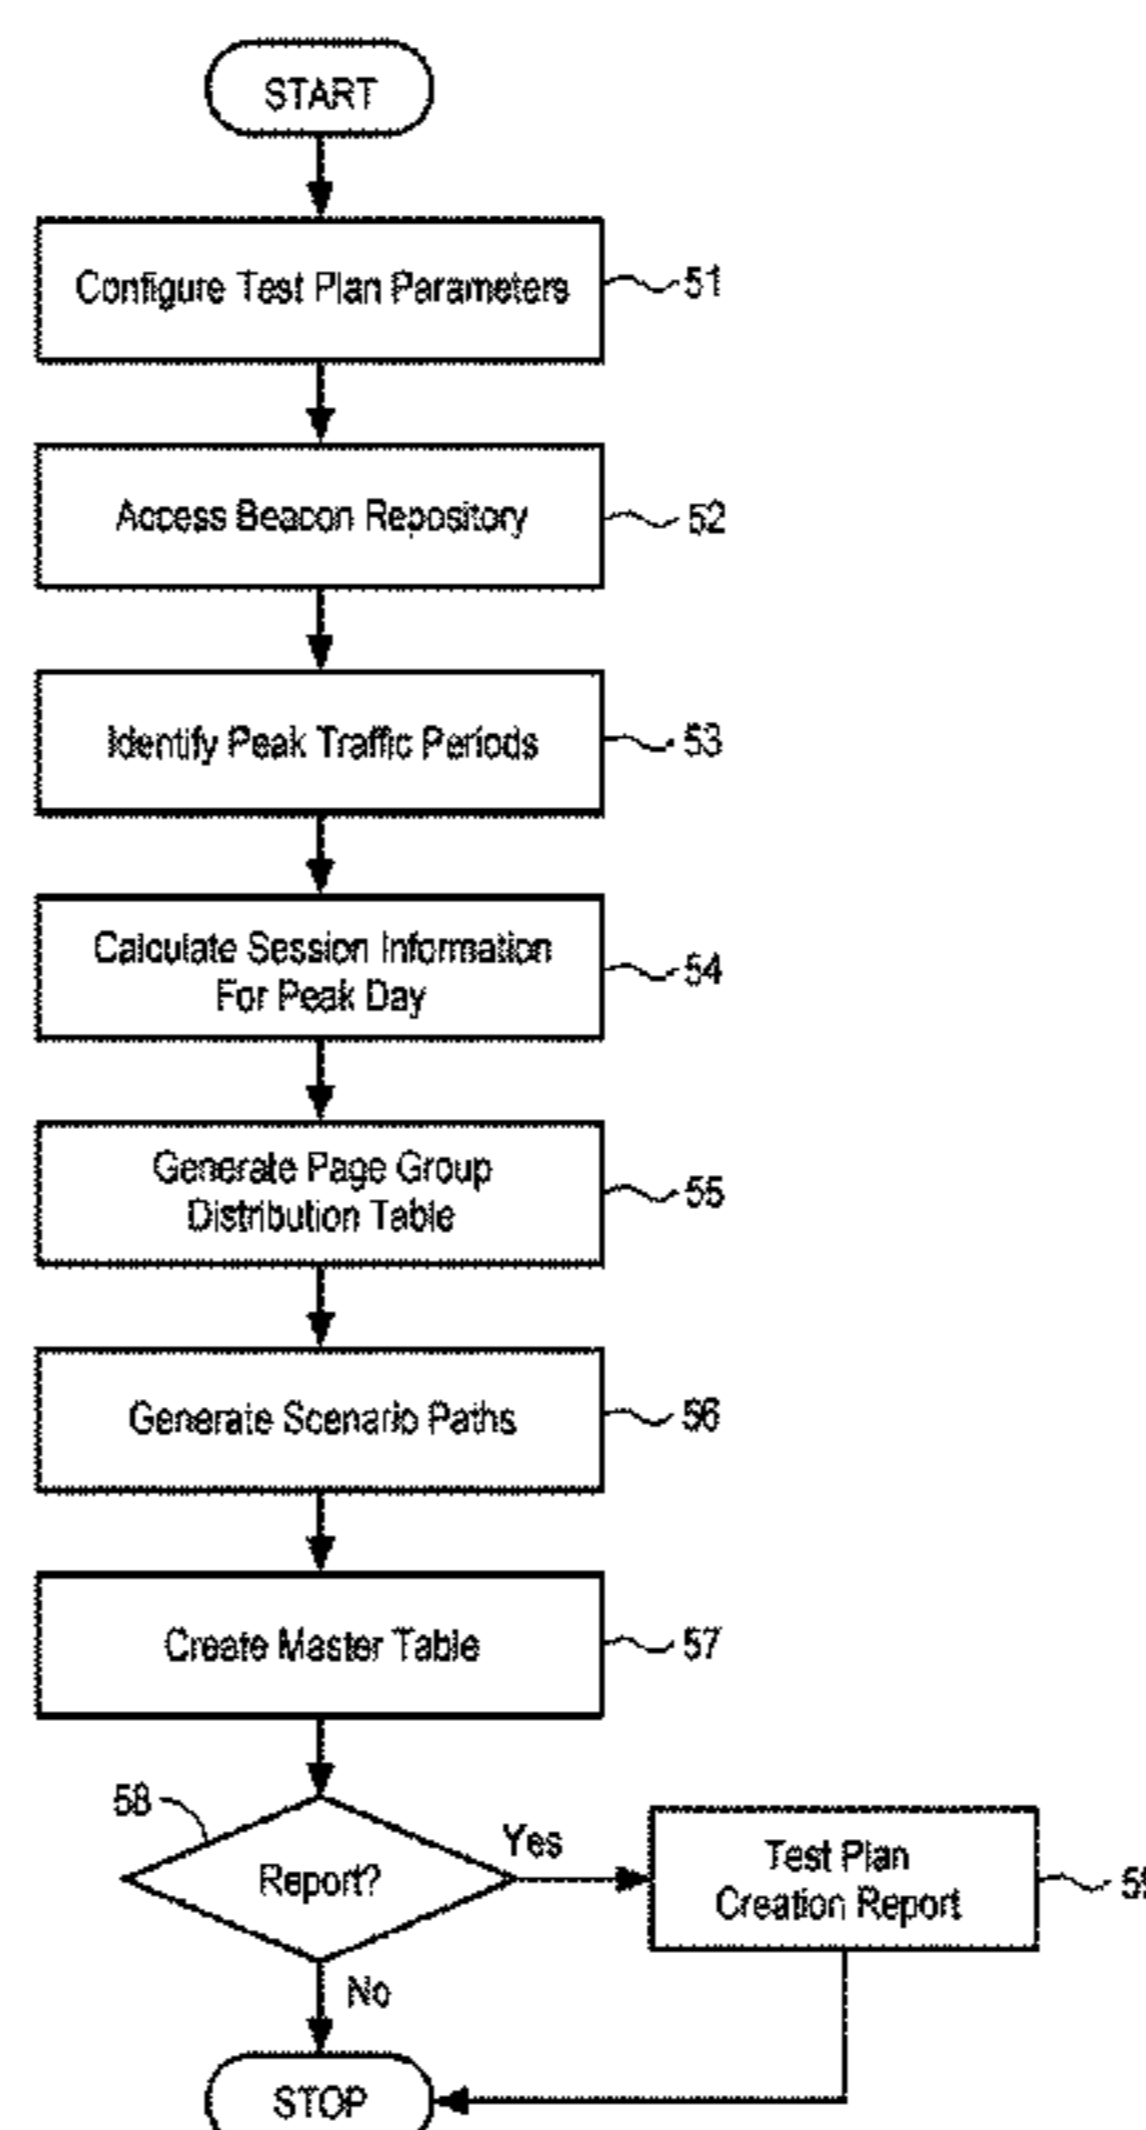 START
Configure Test Plan Parameters
51
Access Beacon Repository
52
Identify Peak Traffic Periods
53
Calculate Session Information
For Peak Day
54
Generate Page Group
Distribution Table
55
Generate Scenario Paths
56
Create Master Table
57
58
Report?
Yes
Test Plan
Creation Report
No
STOP